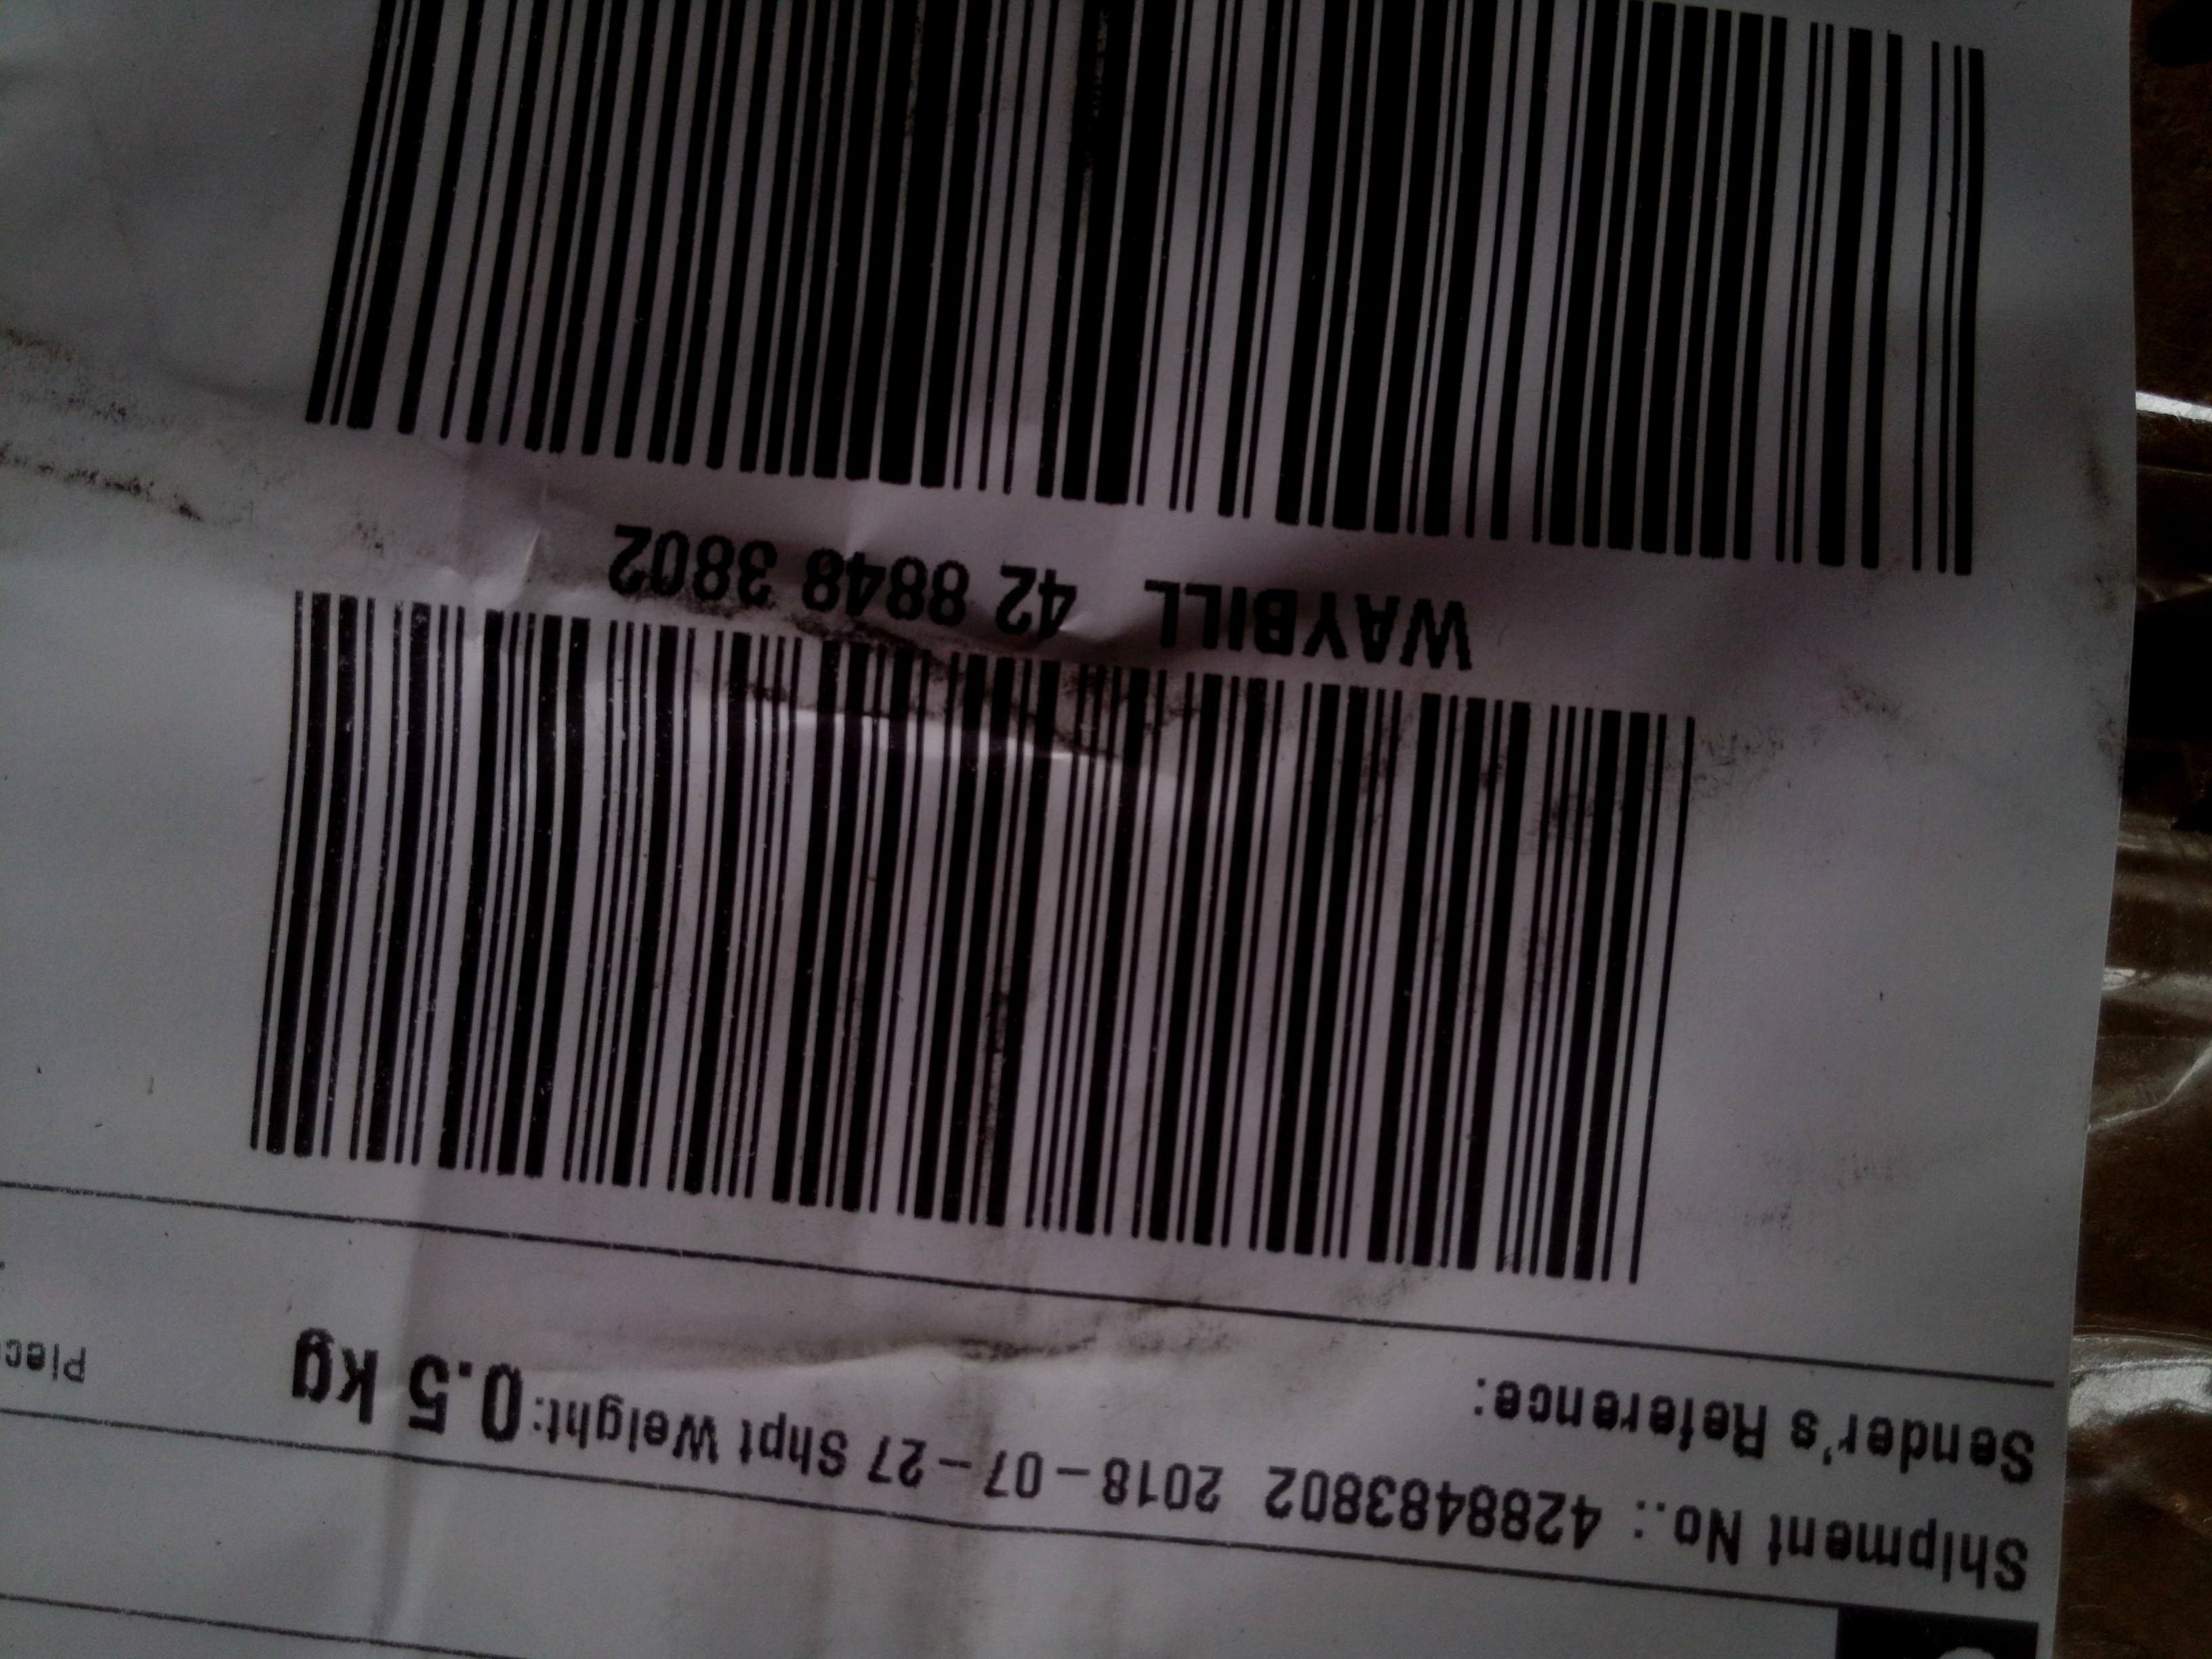 Shipment No.: 4288483802 2018-07-27 Shpt Weight: 0.5 kg
Sender's Reference:
WAYBILL 42 8848 3802